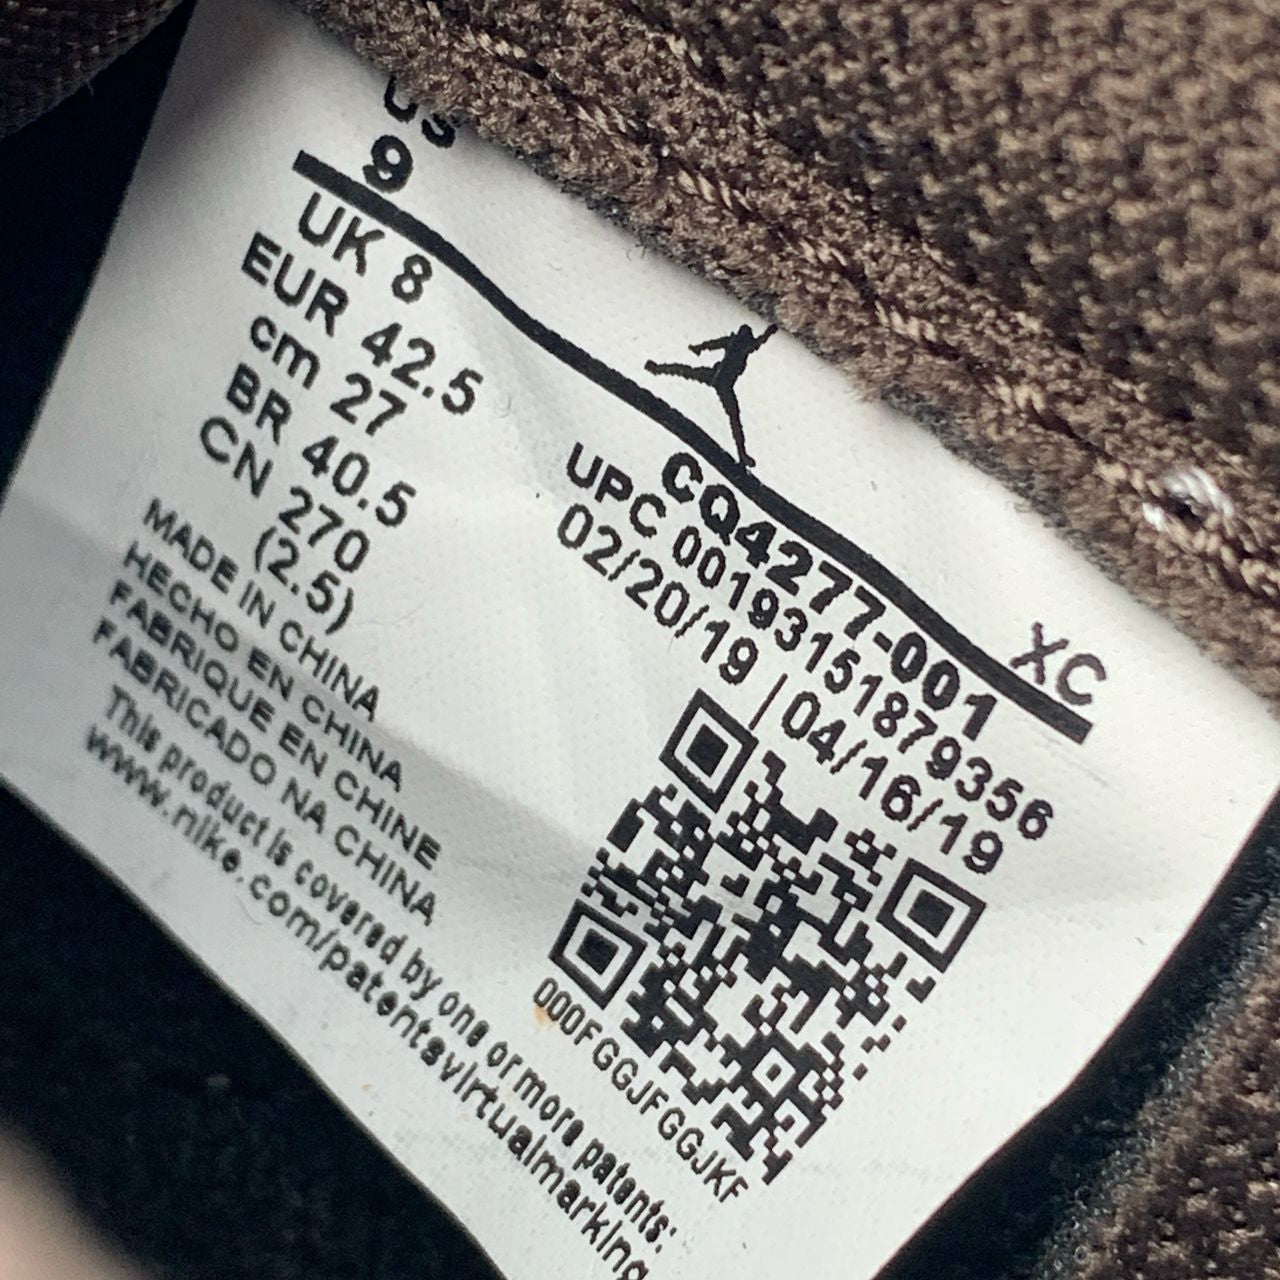 US
9
UK 8
EUR 42.5
cm 27
BR 40.5
CN 270
(2.5)
MADE IN CHINA
HECHO EN CHINA
FABRIQUE EN CHINE
FABRICADO NA CHINA
This product is covered by one or more patents:
www.nike.com/patentsvirtualmarking
XC
CQ4277-001
UPC 00193151879356
02/20/19 | 04/16/19
D00FGGJFGGJKF